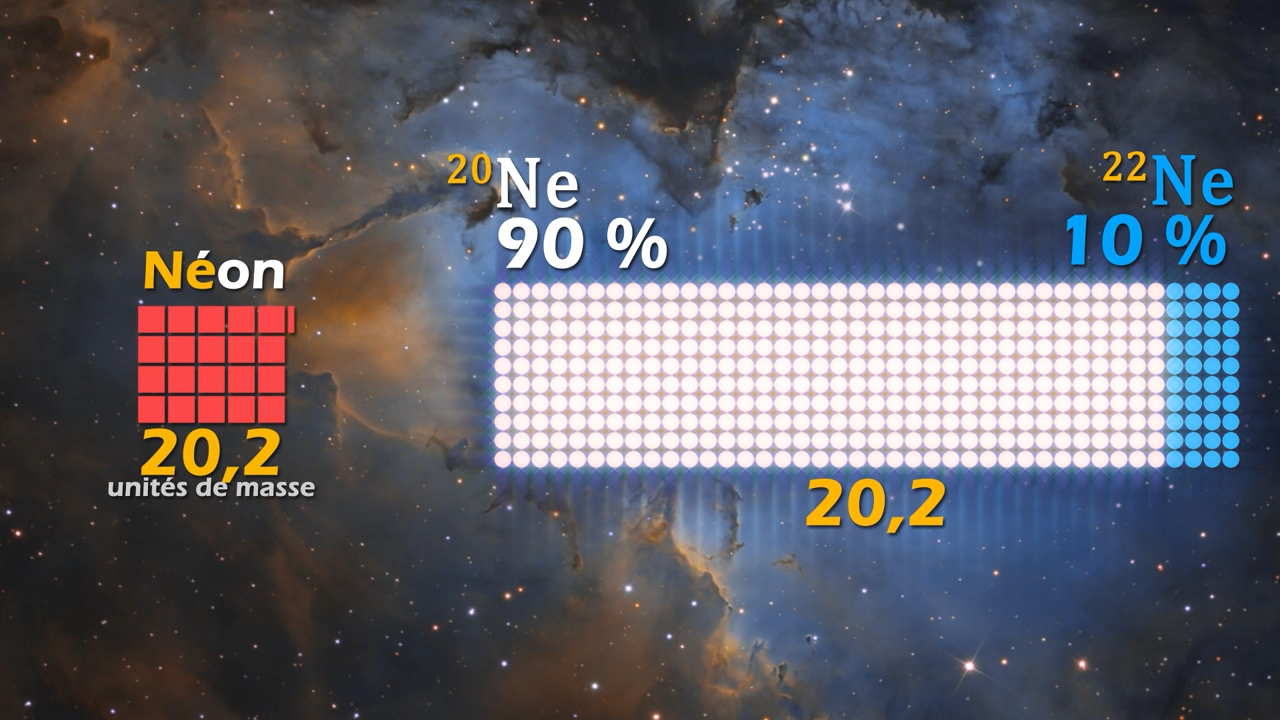 Néon
20,2
unités de masse
²⁰Ne
90 %
²²Ne
10 %
20,2